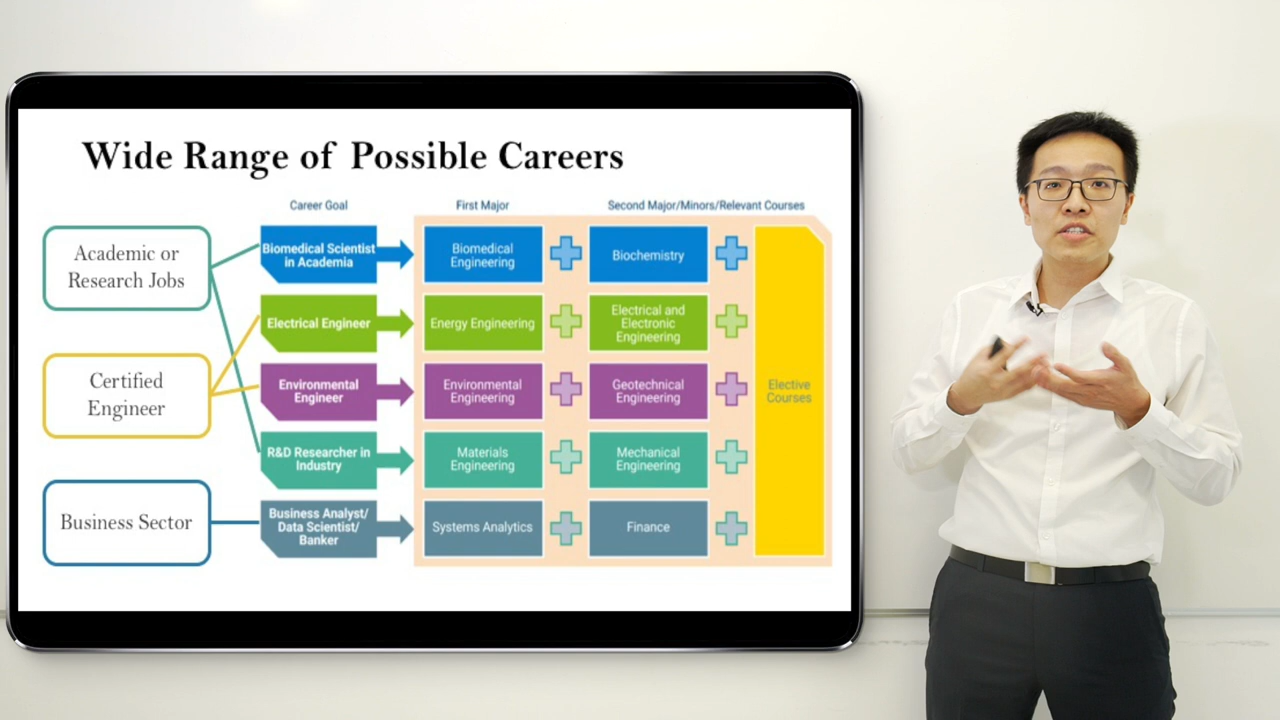 Wide Range of Possible Careers
Career Goal
First Major
Second Major/Minors/Relevant Courses
Academic or
Research Jobs
Certified
Engineer
Business Sector
Biomedical Scientist
in Academia
Biomedical
Engineering
Biochemistry
Electrical Engineer
Energy Engineering
Electrical and
Electronic
Engineering
Environmental
Engineer
Environmental
Engineering
Geotechnical
Engineering
R&D Researcher in
Industry
Materials
Engineering
Mechanical
Engineering
Business Analyst/
Data Scientist/
Banker
Systems Analytics
Finance
Elective
Courses